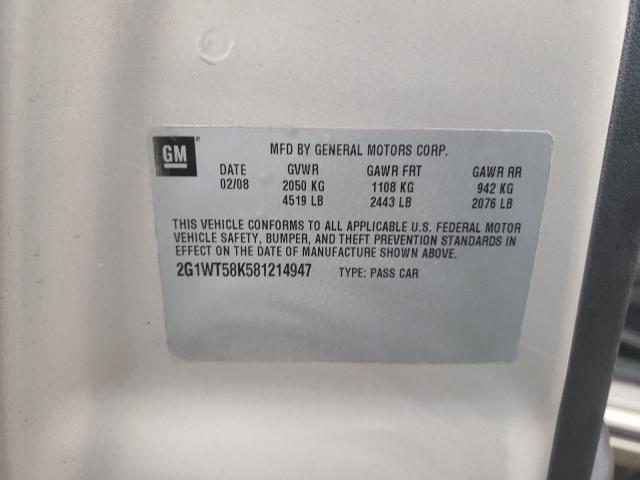 GM
MFD BY GENERAL MOTORS CORP.
DATE GVWR GAWR FRT GAWR RR
02/08 2050 KG 1108 KG 942 KG
4519 LB 2443 LB 2076 LB
THIS VEHICLE CONFORMS TO ALL APPLICABLE U.S. FEDERAL MOTOR
VEHICLE SAFETY, BUMPER, AND THEFT PREVENTION STANDARDS IN
EFFECT ON THE DATE OF MANUFACTURE SHOWN ABOVE.
2G1WT58K581214947 TYPE: PASS CAR